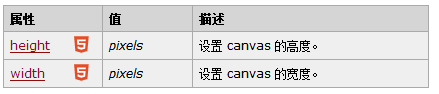 属性 值 描述
height pixels 设置 canvas 的高度。
width pixels 设置 canvas 的宽度。